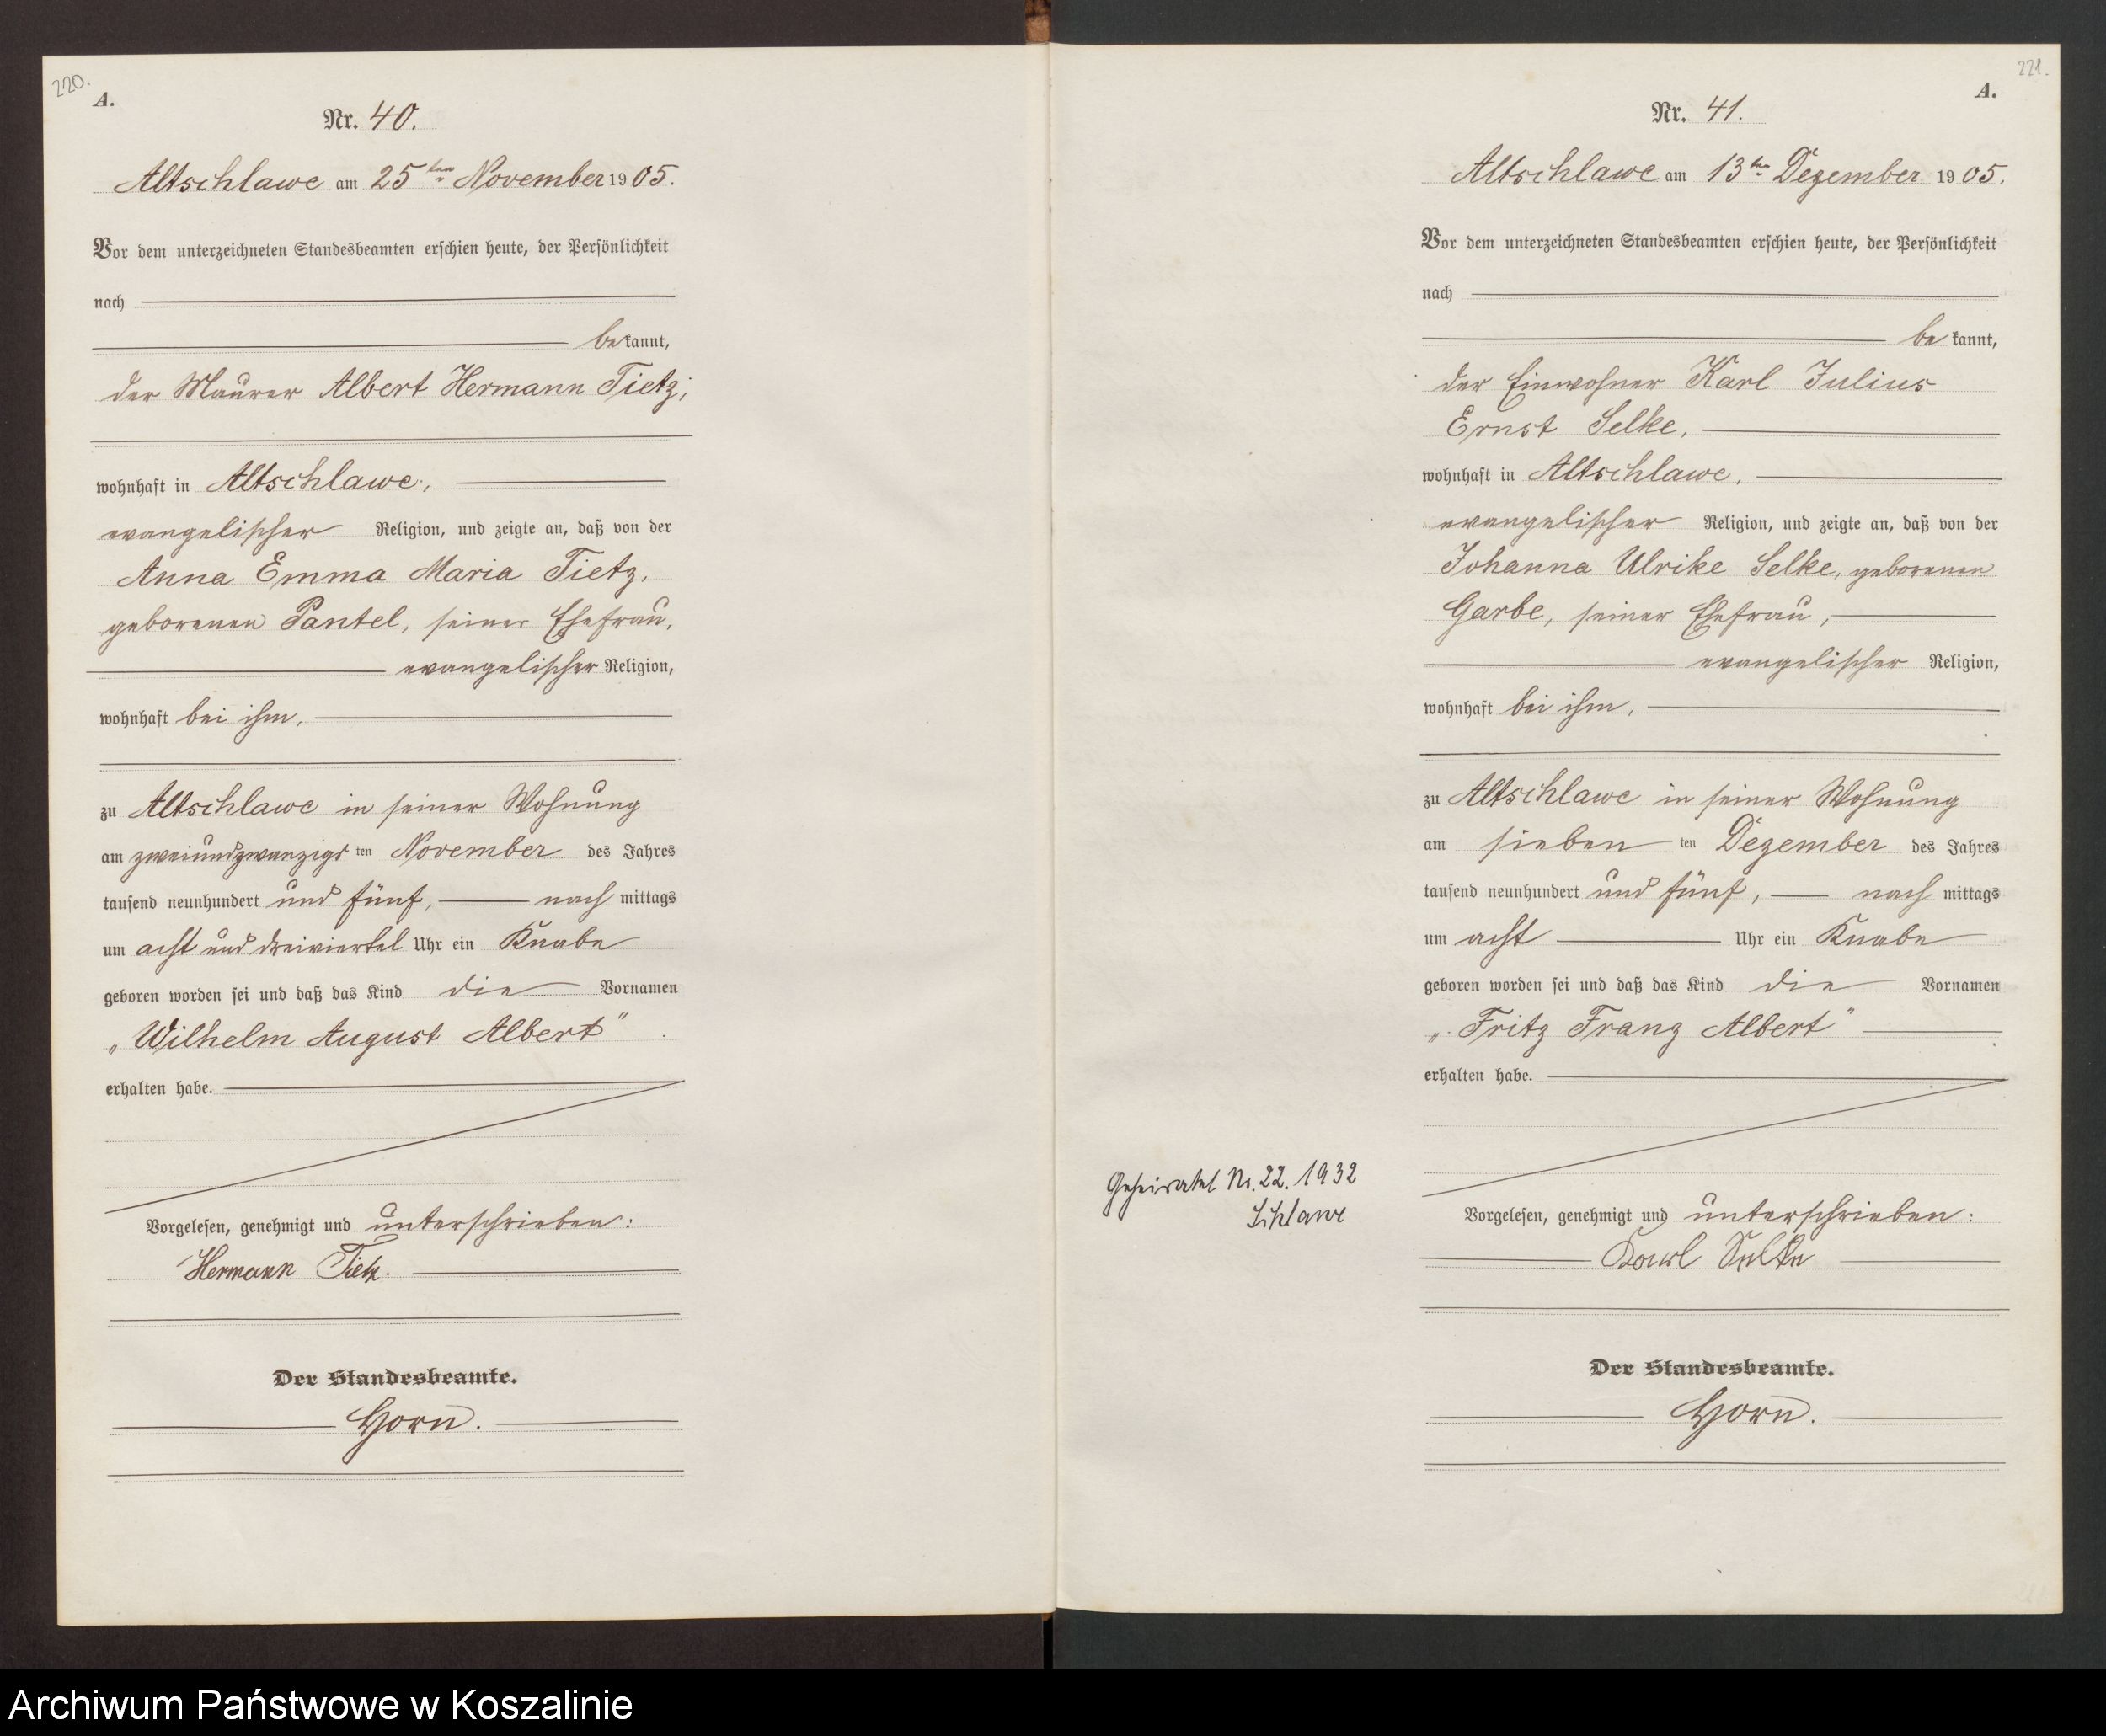 220.
A.
Nr. 40.
Altschlawe am 25ten November 1905.
Vor dem unterzeichneten Standesbeamten erschien heute, der Persönlichkeit
nach
bekannt,
der Maurer Albert Hermann Tietz,
wohnhaft in Altschlawe,
evangelischer Religion, und zeigte an, daß von der
Anna Emma Maria Tietz,
geborenen Pantel, seiner Ehefrau,
evangelischer Religion,
wohnhaft bei ihm,
zu Altschlawe in seiner Wohnung
am zweiundzwanzigsten November des Jahres
tausend neunhundert und fünf, nachmittags
um acht und dreiviertel Uhr ein Knabe
geboren worden sei und daß das Kind die Vornamen
„Wilhelm August Albert“
erhalten habe.
Vorgelesen, genehmigt und unterschrieben:
Hermann Tietz.
Der Standesbeamte.
Horn.
221.
A.
Nr. 41.
Altschlawe am 13ten Dezember 1905.
Vor dem unterzeichneten Standesbeamten erschien heute, der Persönlichkeit
nach
bekannt,
der Einwohner Karl Julius
Ernst Selke,
wohnhaft in Altschlawe,
evangelischer Religion, und zeigte an, daß von der
Johanna Ulrike Selke, geborenen
Garbe, seiner Ehefrau,
evangelischer Religion,
wohnhaft bei ihm,
zu Altschlawe in seiner Wohnung
am siebenten Dezember des Jahres
tausend neunhundert und fünf, nachmittags
um acht Uhr ein Knabe
geboren worden sei und daß das Kind die Vornamen
„Fritz Franz Albert“
erhalten habe.
Geheiratet Nr. 22. 1932
Schlawe
Vorgelesen, genehmigt und unterschrieben:
Karl Selke
Der Standesbeamte.
Horn.
Archiwum Państwowe w Koszalinie